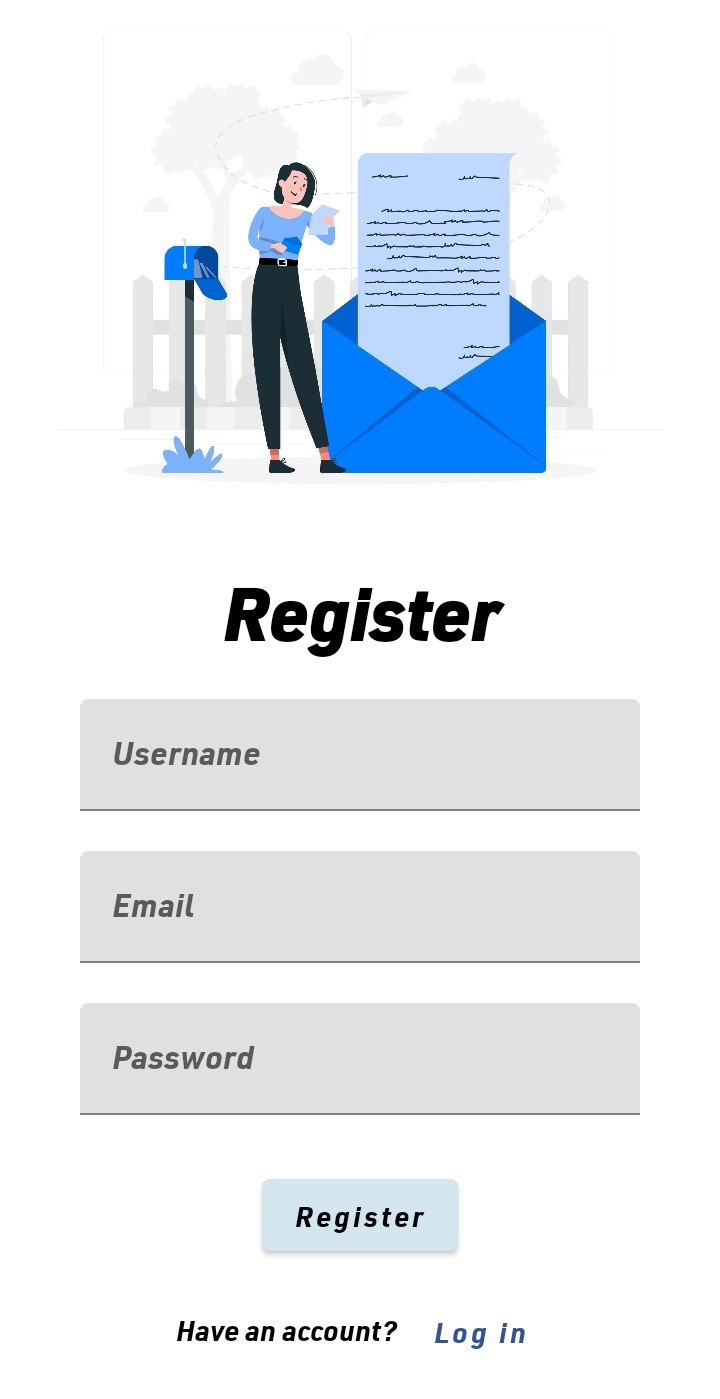 Register
Username
Email
Password
Register
Have an account? Log in